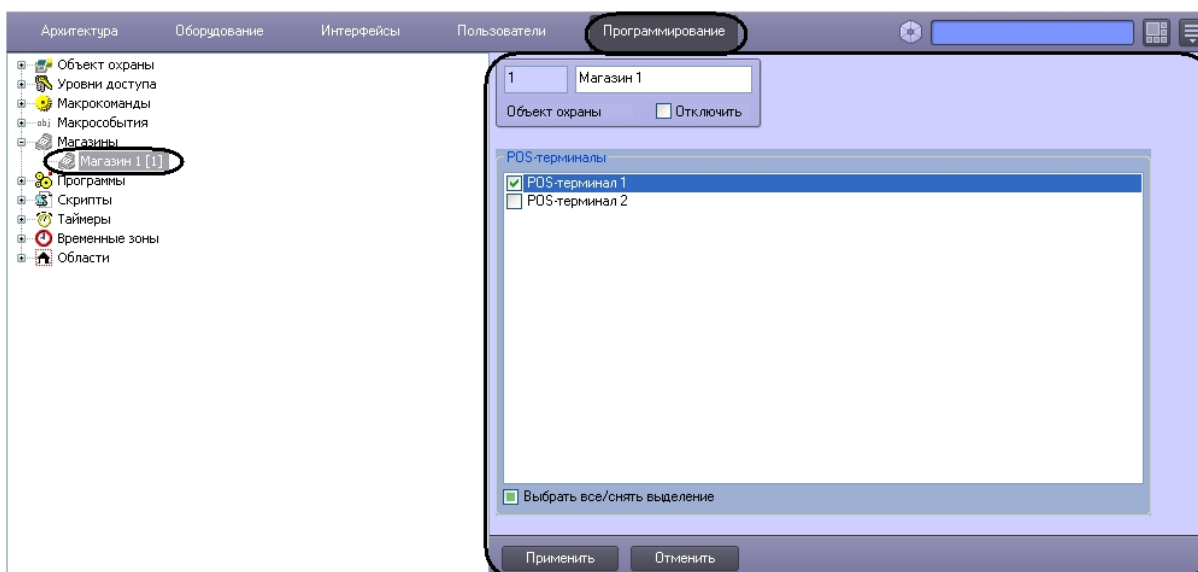 Архитектура Оборудование Интерфейсы Пользователи Программирование
Объект охраны
Уровни доступа
Макрокоманды
obj Макрособытия
Магазины
Магазин 1 [1]
Программы
Скрипты
Таймеры
Временные зоны
Области
1 Магазин 1
Объект охраны Отключить
POS-терминалы
POS-терминал 1
POS-терминал 2
Выбрать все/снять выделение
Применить Отменить